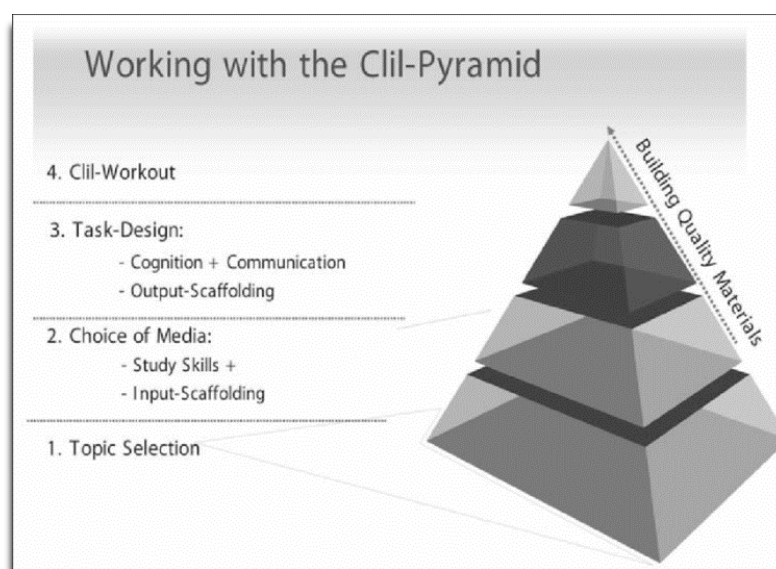 Working with the Clil-Pyramid
4. Clil-Workout
3. Task-Design:
- Cognition + Communication
- Output-Scaffolding
2. Choice of Media:
- Study Skills +
- Input-Scaffolding
1. Topic Selection
Building Quality Materials